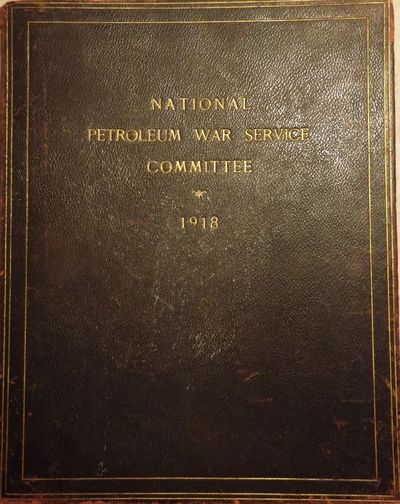 NATIONAL
PETROLEUM WAR SERVICE
COMMITTEE
1918